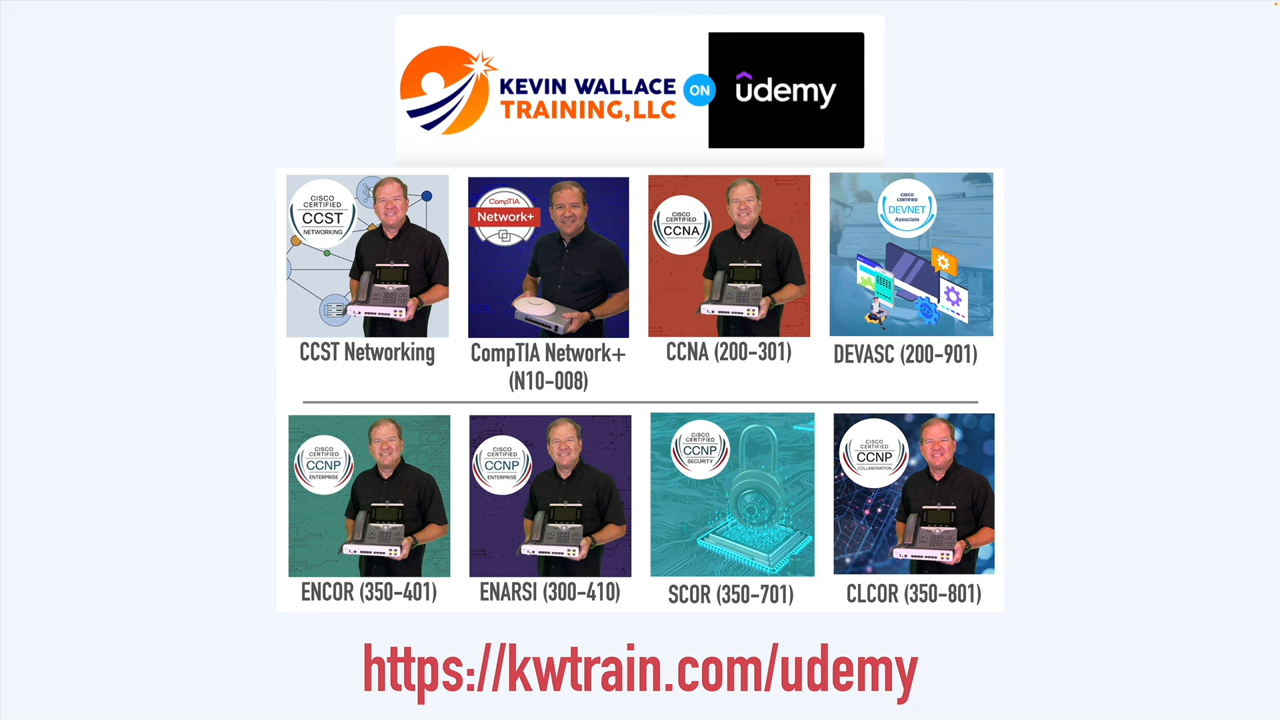 KEVIN WALLACE
TRAINING, LLC
ON
udemy
CISCO
CERTIFIED
CCST
NETWORKING
CompTIA
Network+
CISCO
CERTIFIED
CCNA
CISCO
CERTIFIED
DEVNET
Associate
CCST Networking
CompTIA Network+
(N10-008)
CCNA (200-301)
DEVASC (200-901)
CISCO
CERTIFIED
CCNP
ENTERPRISE
CISCO
CERTIFIED
CCNP
ENTERPRISE
CISCO
CERTIFIED
CCNP
SECURITY
CISCO
CERTIFIED
CCNP
COLLABORATION
ENCOR (350-401)
ENARSI (300-410)
SCOR (350-701)
CLCOR (350-801)
https://kwtrain.com/udemy